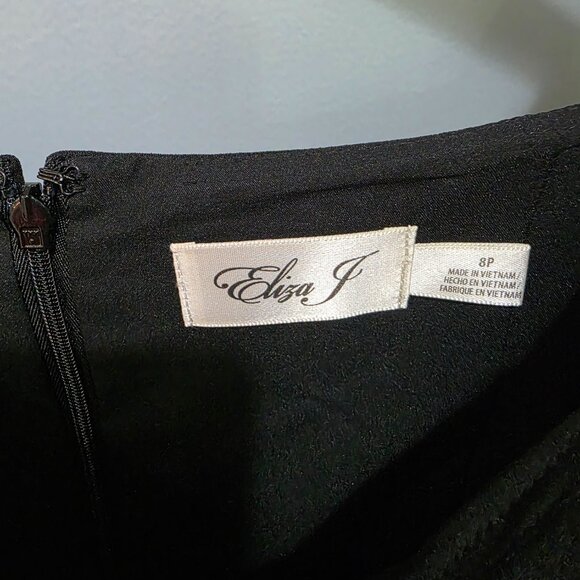 Eliza J
8P
MADE IN VIETNAM/
HECHO EN VIETNAM/
FABRIQUE EN VIETNAM